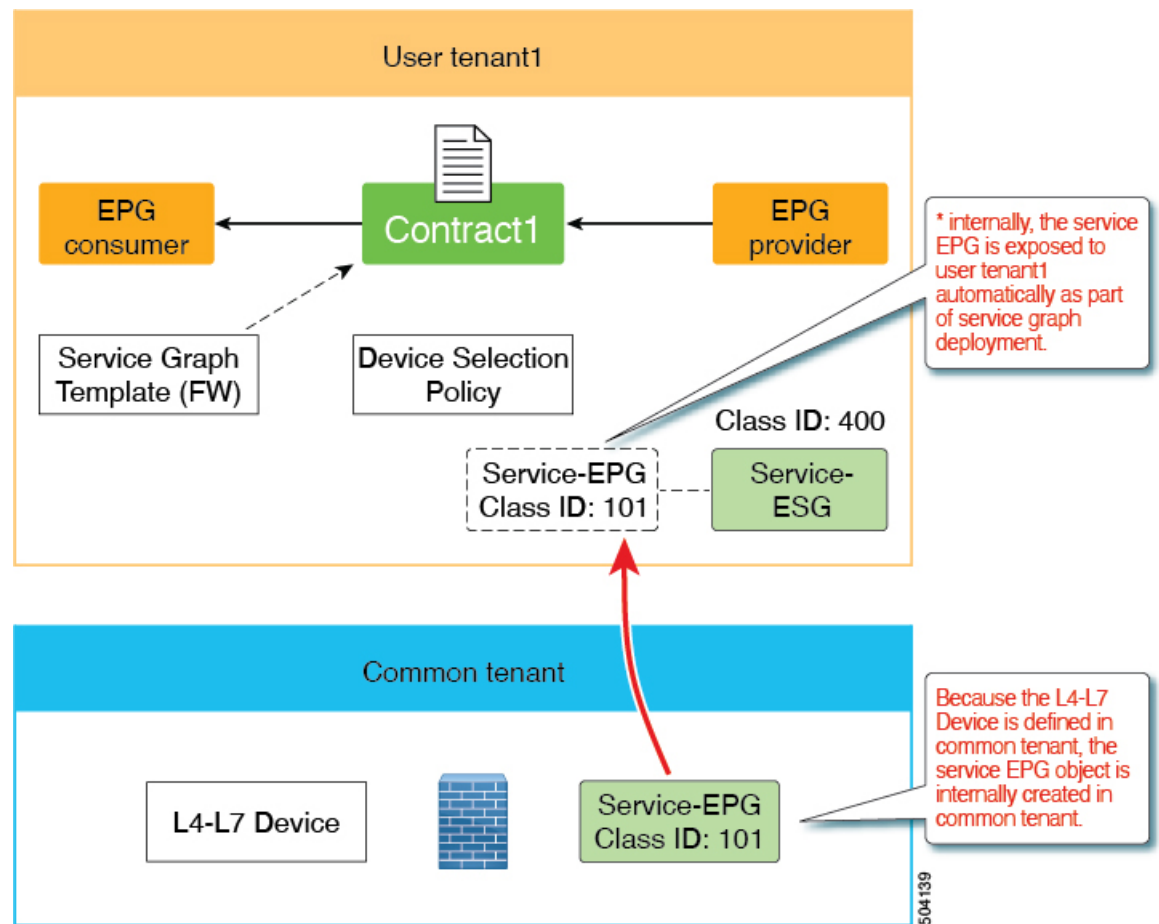 User tenant1
EPG
consumer
Contract1
EPG
provider
* internally, the service
EPG is exposed to
user tenant1
automatically as part
of service graph
deployment.
Service Graph
Template (FW)
Device Selection
Policy
Class ID: 400
Service-EPG
Class ID: 101
Service-
ESG
Common tenant
L4-L7 Device
Service-EPG
Class ID: 101
Because the L4-L7
Device is defined in
common tenant, the
service EPG object is
internally created in
common tenant.
504139